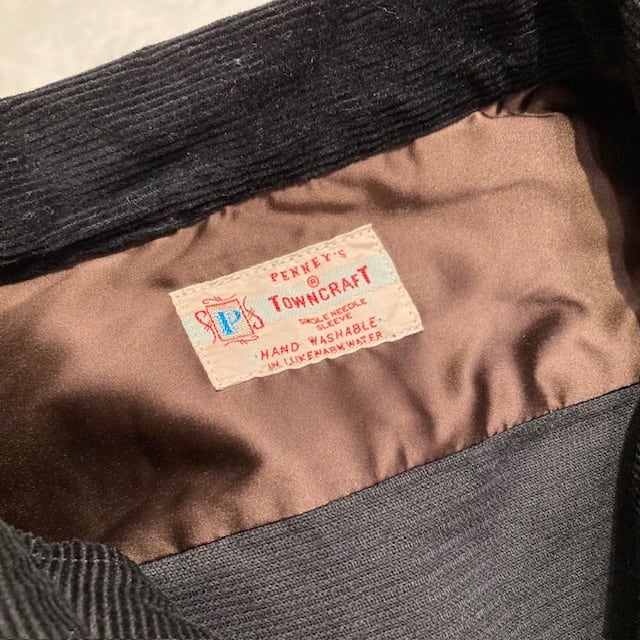 PENNEY'S
®
TOWNCRAFT
P
SINGLE NEEDLE
SLEEVE
HAND WASHABLE
IN LUKEWARM WATER